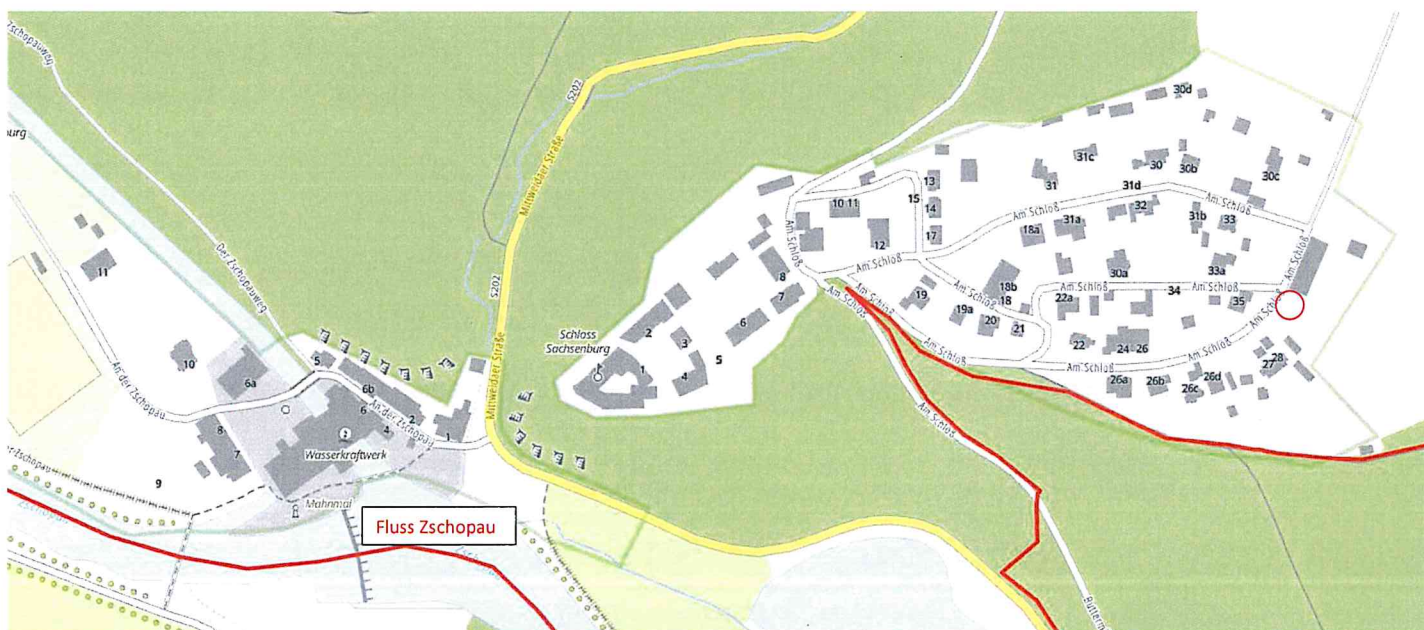 Zschopauweg
burg
S202
Mittweidaer Straße
S202
Mittweidaer Straße
Der Zschopauweg
An der Zschopau
11
10
6a
5
6b
6
4
2
1
An der Zschopau
8
7
9
Wasserkraftwerk
Mahnmal
Zschopau
Fluss Zschopau
Schloss
Sachsenburg
1
2
3
4
5
6
7
8
Am Schloß
10 11
12
13
14
15
17
Am Schloß
Am Schloß
18a
31a
31
31c
31d
30
30b
30d
30c
32
31b
33
Am Schloß
Am Schloß
Am Schloß
Am Schloß
19
19a
20
21
18b
18
Am Schloß
22a
30a
Am Schloß
34
33a
35
Am Schloß
Am Schloß
22
24 26
Am Schloß
Am Schloß
26a
26b
26c
26d
27
28
Am Schloß